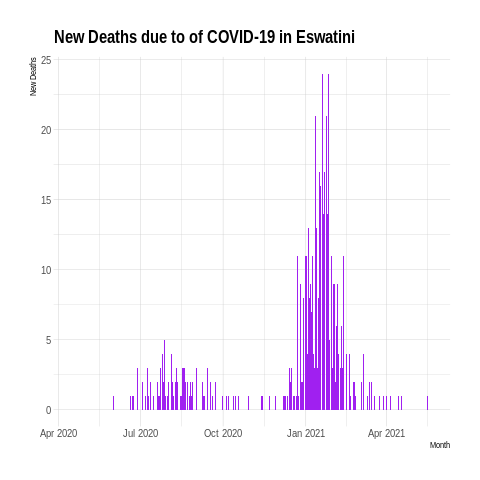 New Deaths due to of COVID-19 in Eswatini
New Deaths
25
20
15
10
5
0
Apr 2020 Jul 2020 Oct 2020 Jan 2021 Apr 2021
Month